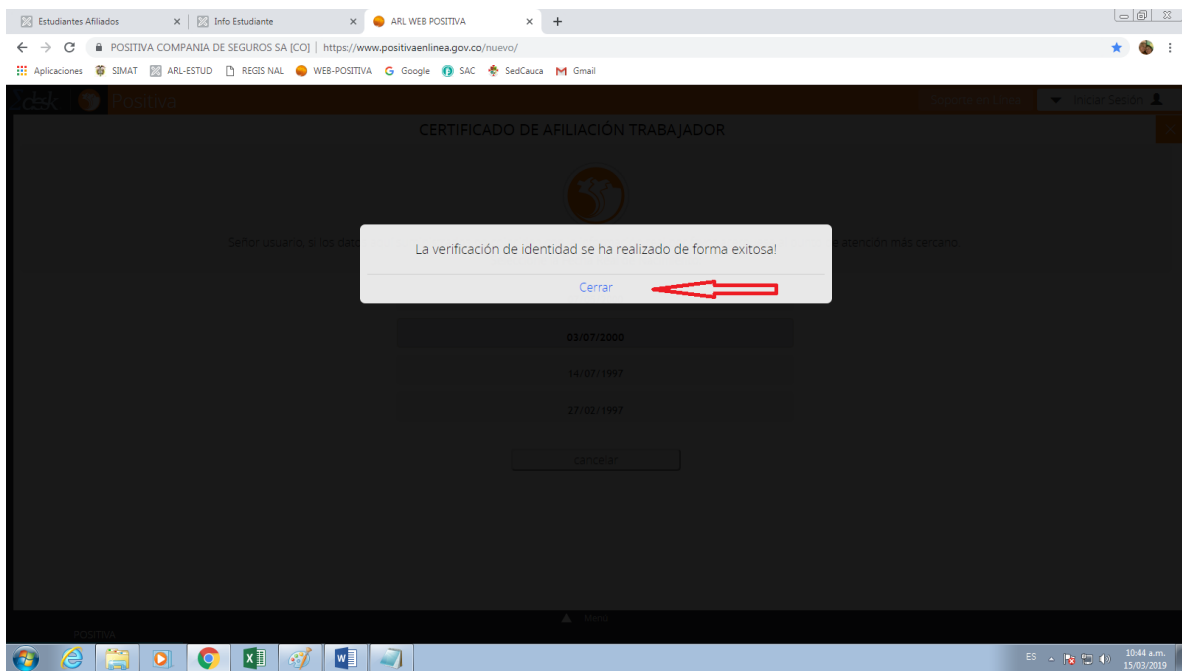 Estudiantes Afiliados
Info Estudiante
ARL WEB POSITIVA
POSITIVA COMPANIA DE SEGUROS SA [CO] | https://www.positivaenlinea.gov.co/nuevo/
Aplicaciones SIMAT ARL-ESTUD REGIS NAL WEB-POSITIVA Google SAC SedCauca Gmail
desk Positiva Soporte en Línea Iniciar Sesión
CERTIFICADO DE AFILIACIÓN TRABAJADOR
Señor usuario, si los datos de atención más cercano.
La verificación de identidad se ha realizado de forma exitosa!
Cerrar
03/07/2000
14/07/1997
27/02/1997
cancelar
Menu
POSITIVA
ES 10:44 a.m.
15/03/2019